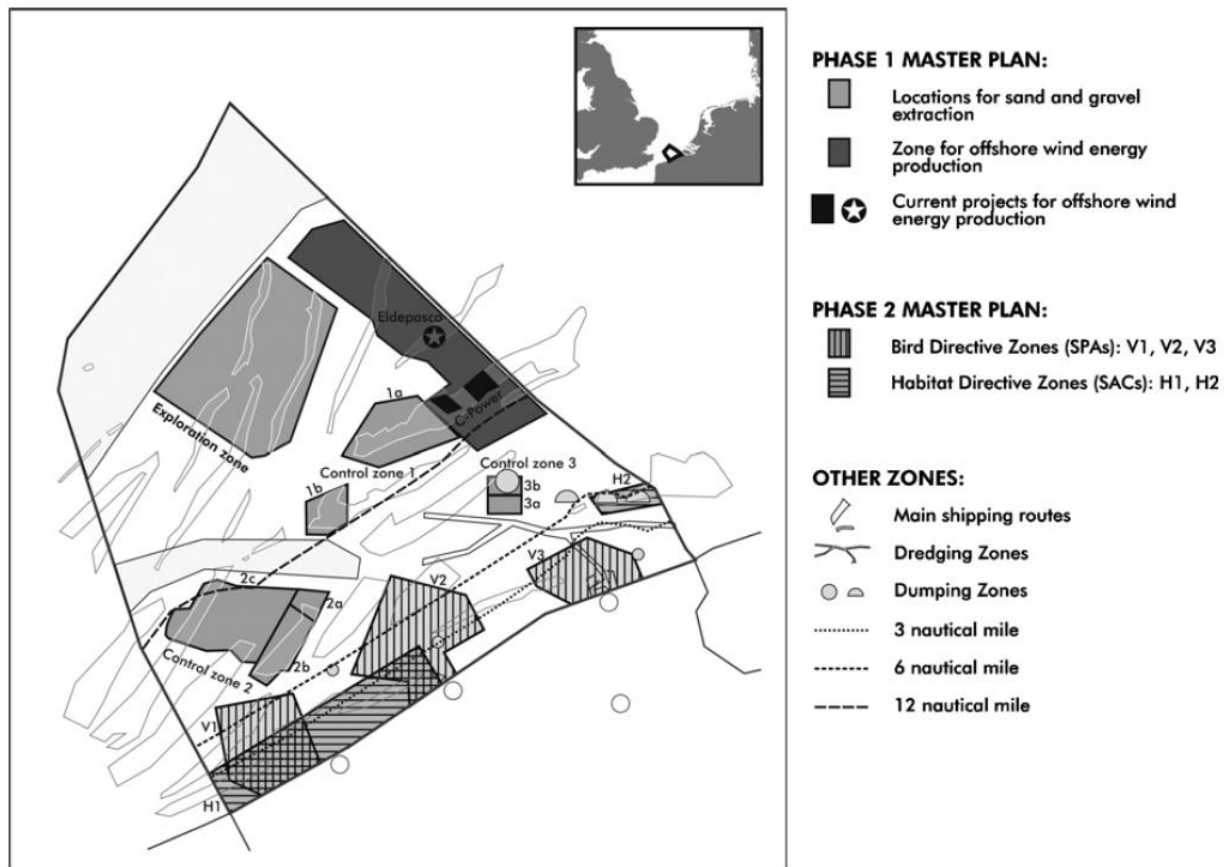 Eldepasco
C-Power
Exploration zone
1a
Control zone 1
1b
Control zone 3
3b
3a
H2
V3
V2
2c
2a
2b
Control zone 2
V1
H1
PHASE 1 MASTER PLAN:
Locations for sand and gravel
extraction
Zone for offshore wind energy
production
Current projects for offshore wind
energy production
PHASE 2 MASTER PLAN:
Bird Directive Zones (SPAs): V1, V2, V3
Habitat Directive Zones (SACs): H1, H2
OTHER ZONES:
Main shipping routes
Dredging Zones
Dumping Zones
3 nautical mile
6 nautical mile
12 nautical mile